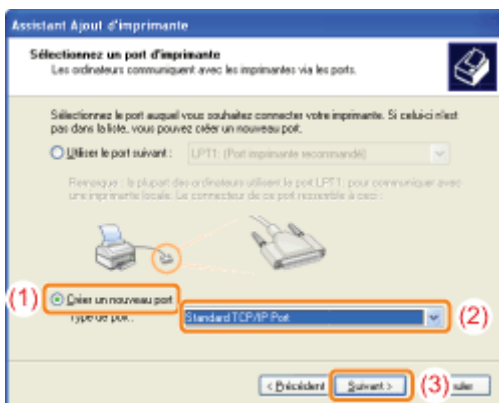 Assistant Ajout d'imprimante
Sélectionnez un port d'imprimante
Les ordinateurs communiquent avec les imprimantes via les ports.
Sélectionnez le port auquel vous souhaitez connecter votre imprimante. Si celui-ci n'est
pas dans la liste, vous pouvez créer un nouveau port.
Utiliser le port suivant :
LPT1: (Port imprimante recommandé)
Remarque : la plupart des ordinateurs utilisent le port LPT1: pour communiquer avec
une imprimante locale. Le connecteur de ce port ressemble à ceci :
(1)
Créer un nouveau port
Type de port :
Standard TCP/IP Port
(2)
< Précédent
Suivant >
(3)
uler